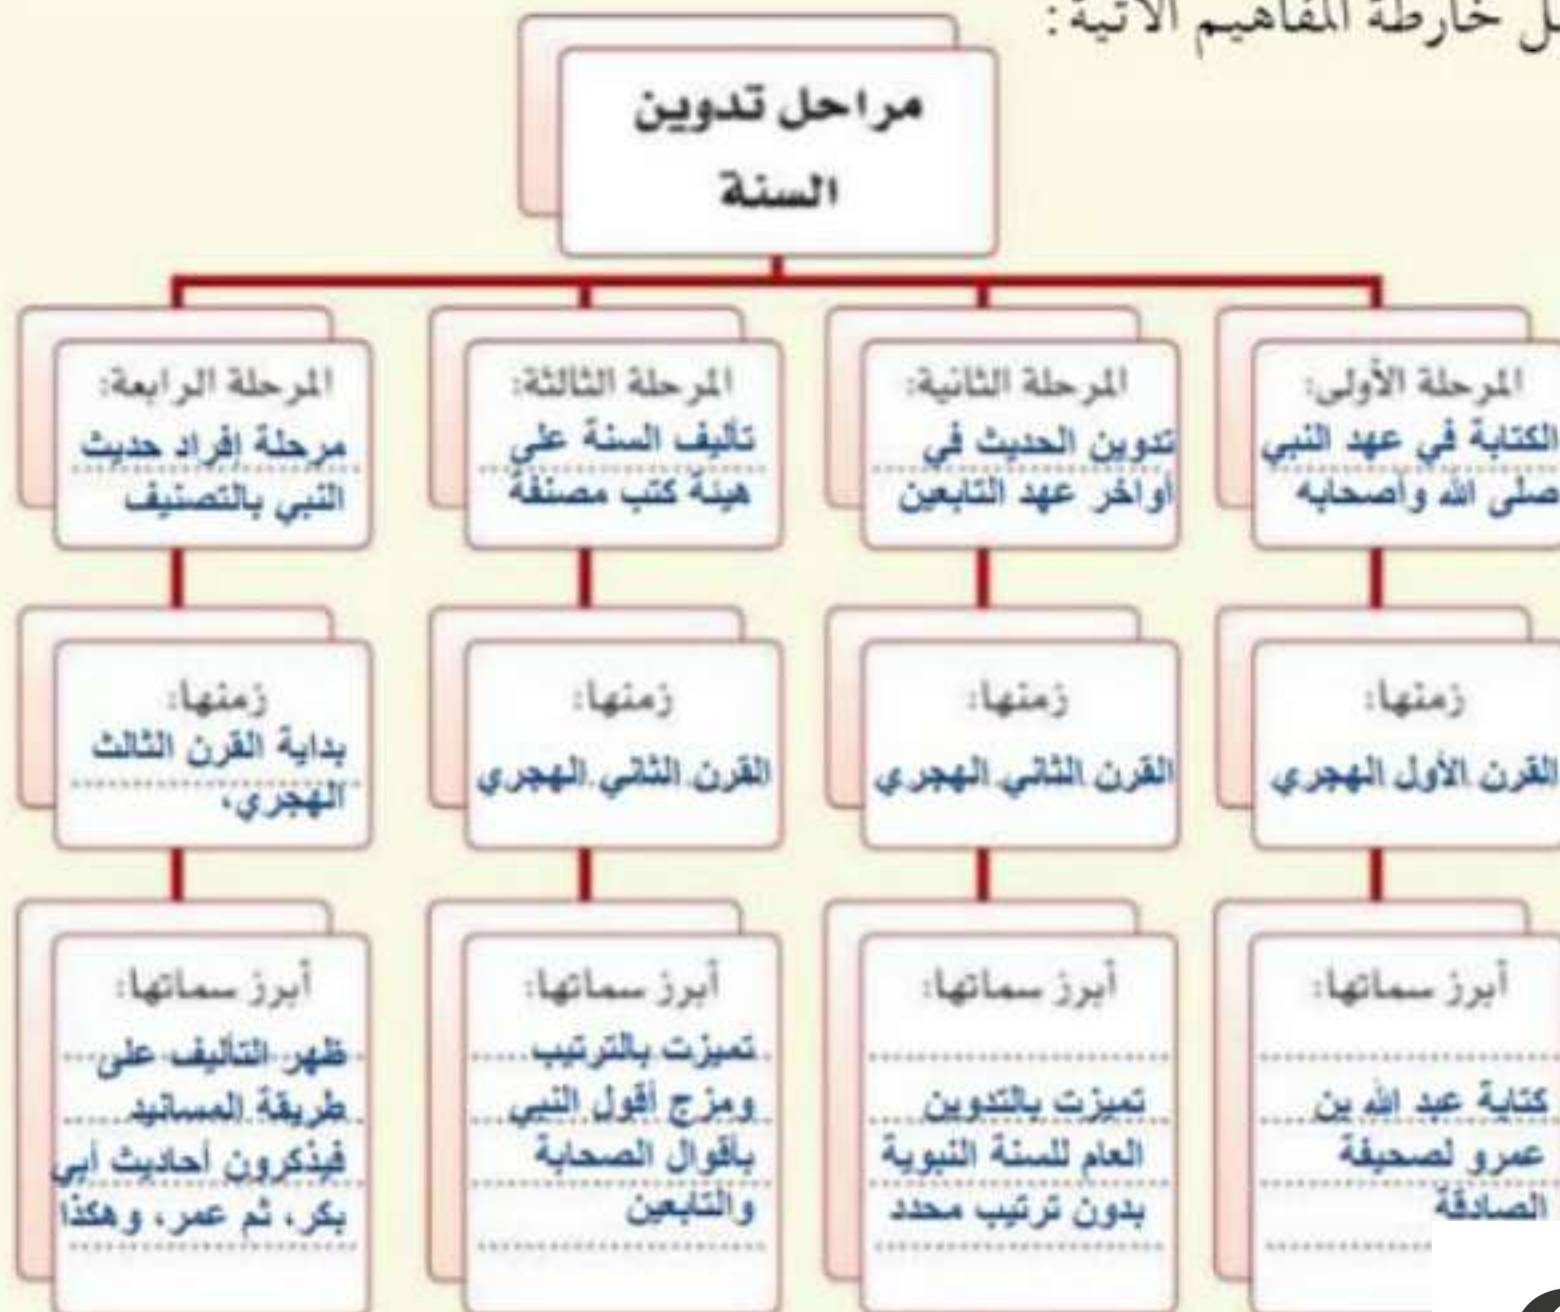 خارطة المفاهيم الآتية:
مراحل تدوين
السنة
المرحلة الأولى:
الكتابة في عهد النبي
صلى الله وأصحابه
المرحلة الثانية:
تدوين الحديث في
أواخر عهد التابعين
المرحلة الثالثة:
تأليف السنة على
هيئة كتب مصنفة
المرحلة الرابعة:
مرحلة إفراد حديث
النبي بالتصنيف
زمنها:
القرن الأول الهجري
زمنها:
القرن الثاني الهجري
زمنها:
القرن الثاني الهجري
زمنها:
بداية القرن الثالث
الهجري،
أبرز سماتها:
كتابة عبد الله بن
عمرو لصحيفة
الصادقة
أبرز سماتها:
تميزت بالتدوين
العام للسنة النبوية
بدون ترتيب محدد
أبرز سماتها:
تميزت بالترتيب
ومزج أقول النبي
بأقوال الصحابة
والتابعين
أبرز سماتها:
ظهر التأليف على
طريقة المسانيد
فيذكرون أحاديث أبي
بكر، ثم عمر، وهكذا